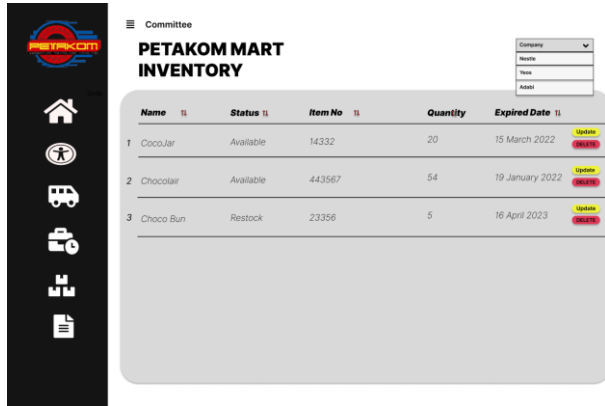 Committee
PETAKOM
PETAKOM MART
INVENTORY
Company
Nestle
Yeos
Adabi
Name Status Item No Quantity Expired Date
1 CocoJar Available 14332 20 15 March 2022 Update
DELETE
2 Chocolair Available 443567 54 19 January 2022 Update
DELETE
3 Choco Bun Restock 23356 5 16 April 2023 Update
DELETE